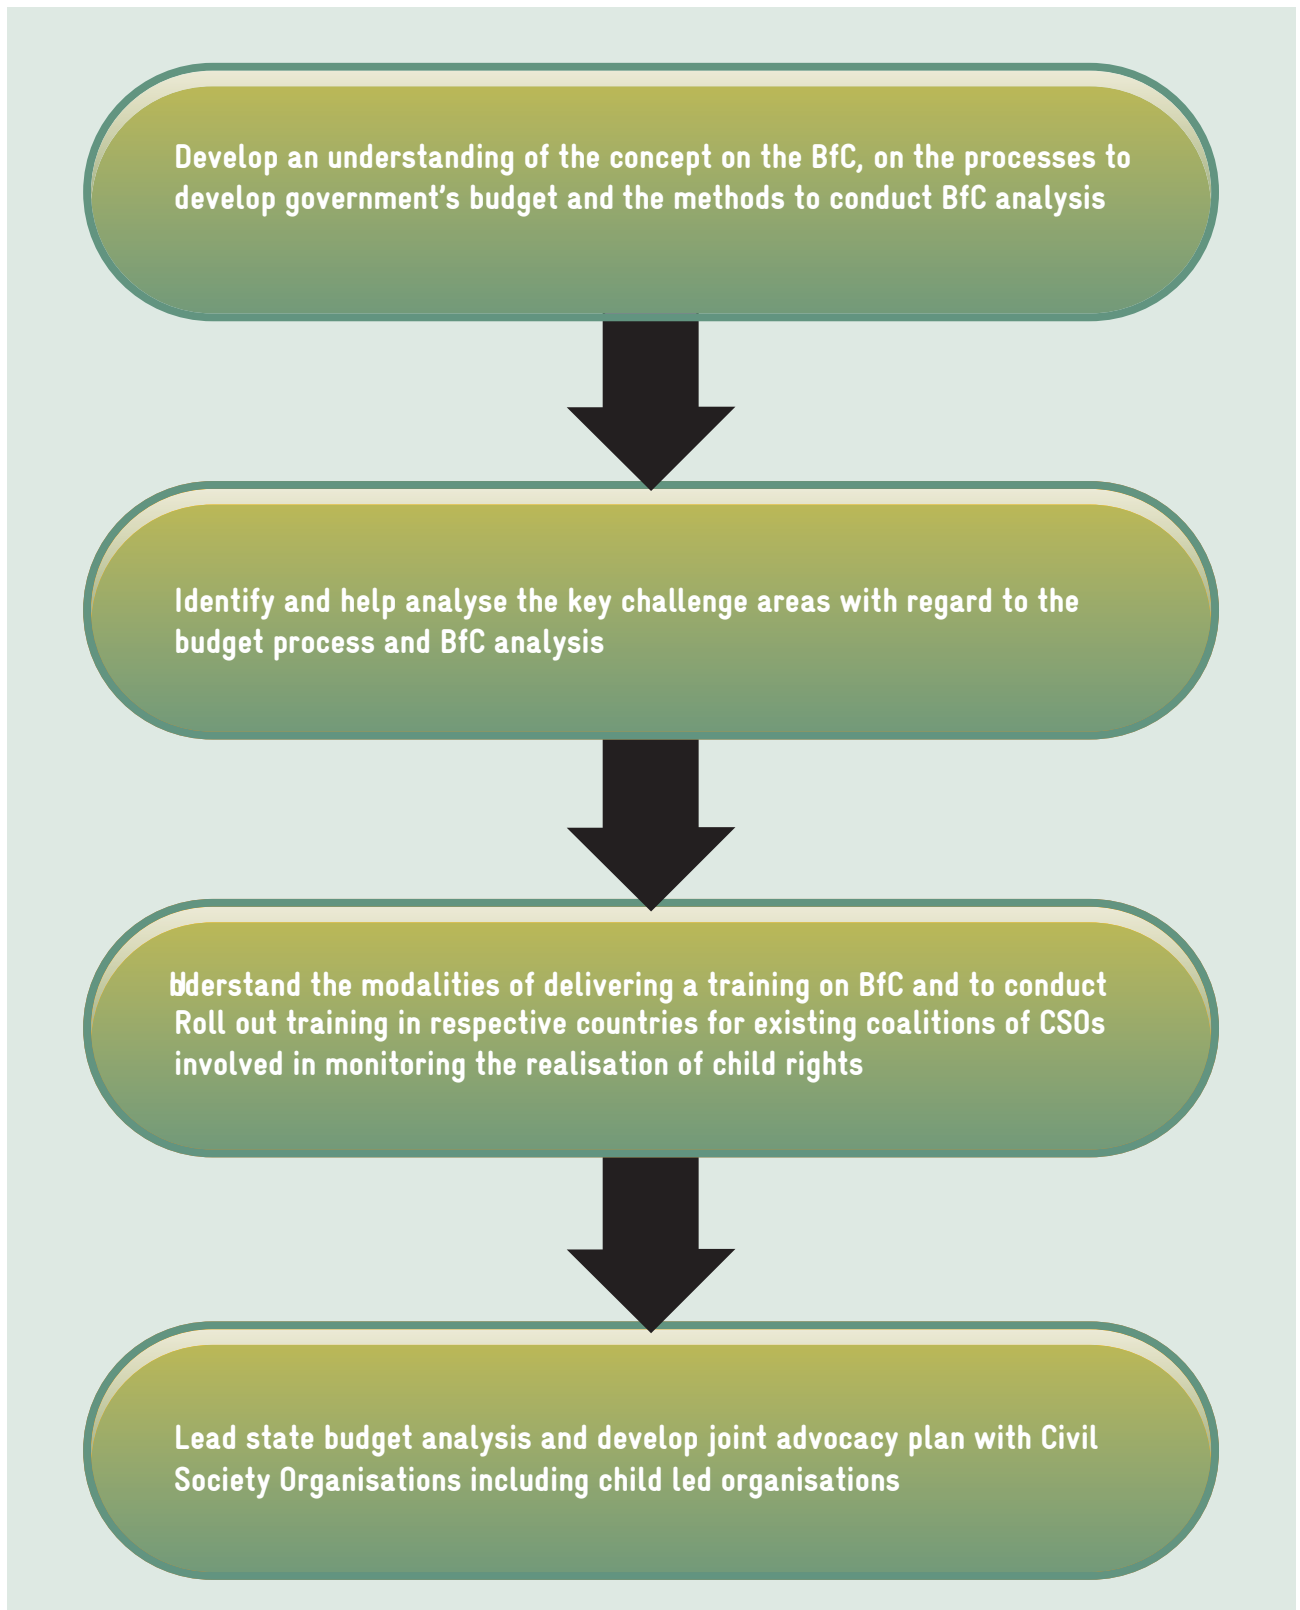 Develop an understanding of the concept on the BfC, on the processes to
develop government's budget and the methods to conduct BfC analysis
Identify and help analyse the key challenge areas with regard to the
budget process and BfC analysis
the modalities of delivering a training on BfC and to conduct
Roll out training in respective countries for existing coalitions of CSOs
involved in monitoring the realisation of child rights
Lead state budget analysis and develop joint advocacy plan with Civil
Society Organisations including child led organisations